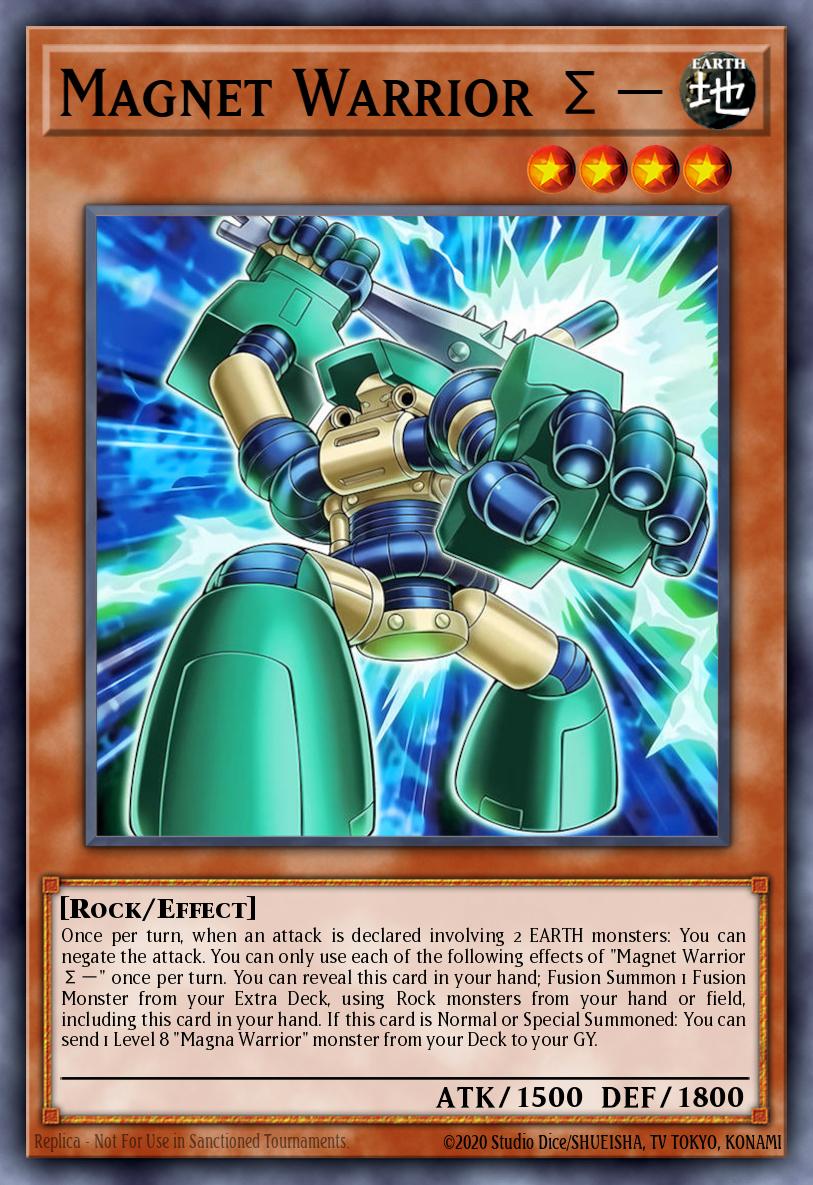 Magnet Warrior Σ －
EARTH
地
[Rock/Effect]
Once per turn, when an attack is declared involving 2 EARTH monsters: You can
negate the attack. You can only use each of the following effects of "Magnet Warrior
Σ －" once per turn. You can reveal this card in your hand; Fusion Summon 1 Fusion
Monster from your Extra Deck, using Rock monsters from your hand or field,
including this card in your hand. If this card is Normal or Special Summoned: You can
send 1 Level 8 "Magna Warrior" monster from your Deck to your GY.
ATK/1500 DEF/1800
Replica - Not For Use in Sanctioned Tournaments.
©2020 Studio Dice/SHUEISHA, TV TOKYO, KONAMI